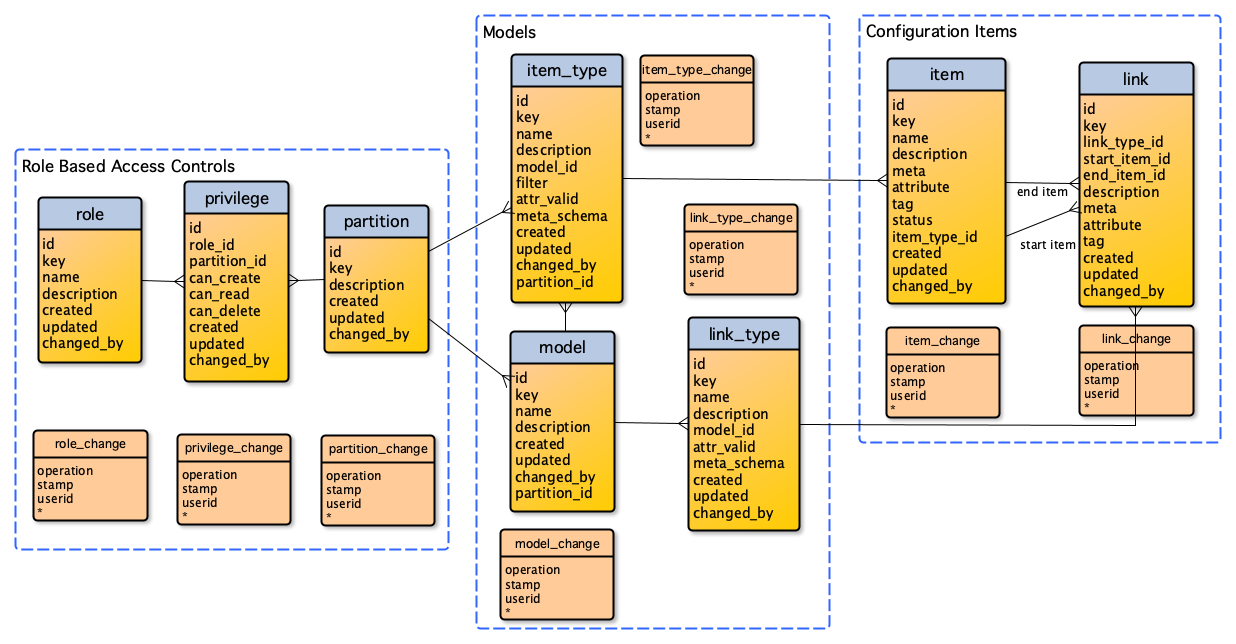 Role Based Access Controls
role
id
key
name
description
created
updated
changed_by
privilege
id
role_id
partition_id
can_create
can_read
can_delete
created
updated
changed_by
partition
id
key
description
created
updated
changed_by
role_change
operation
stamp
userid
*
privilege_change
operation
stamp
userid
*
partition_change
operation
stamp
userid
*
Models
item_type
id
key
name
description
model_id
filter
attr_valid
meta_schema
created
updated
changed_by
partition_id
item_type_change
operation
stamp
userid
*
link_type_change
operation
stamp
userid
*
model
id
key
name
description
created
updated
changed_by
partition_id
link_type
id
key
name
description
model_id
attr_valid
meta_schema
created
updated
changed_by
model_change
operation
stamp
userid
*
Configuration Items
item
id
key
name
description
meta
attribute
tag
status
item_type_id
created
updated
changed_by
end item
start item
link
id
key
link_type_id
start_item_id
end_item_id
description
meta
attribute
tag
created
updated
changed_by
item_change
operation
stamp
userid
*
link_change
operation
stamp
userid
*